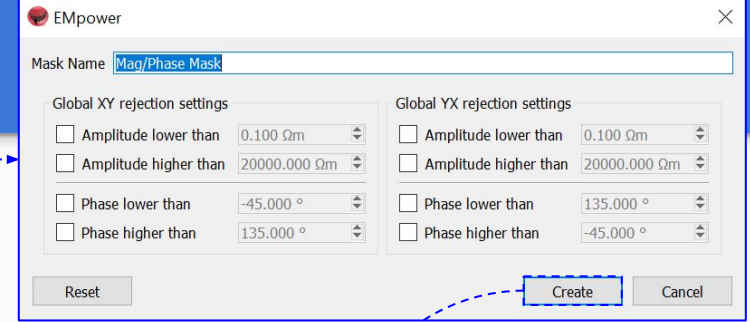 EMpower
Mask Name Mag/Phase Mask
Global XY rejection settings
Amplitude lower than 0.100 Ωm
Amplitude higher than 20000.000 Ωm
Phase lower than -45.000 °
Phase higher than 135.000 °
Global YX rejection settings
Amplitude lower than 0.100 Ωm
Amplitude higher than 20000.000 Ωm
Phase lower than 135.000 °
Phase higher than -45.000 °
Reset Create Cancel